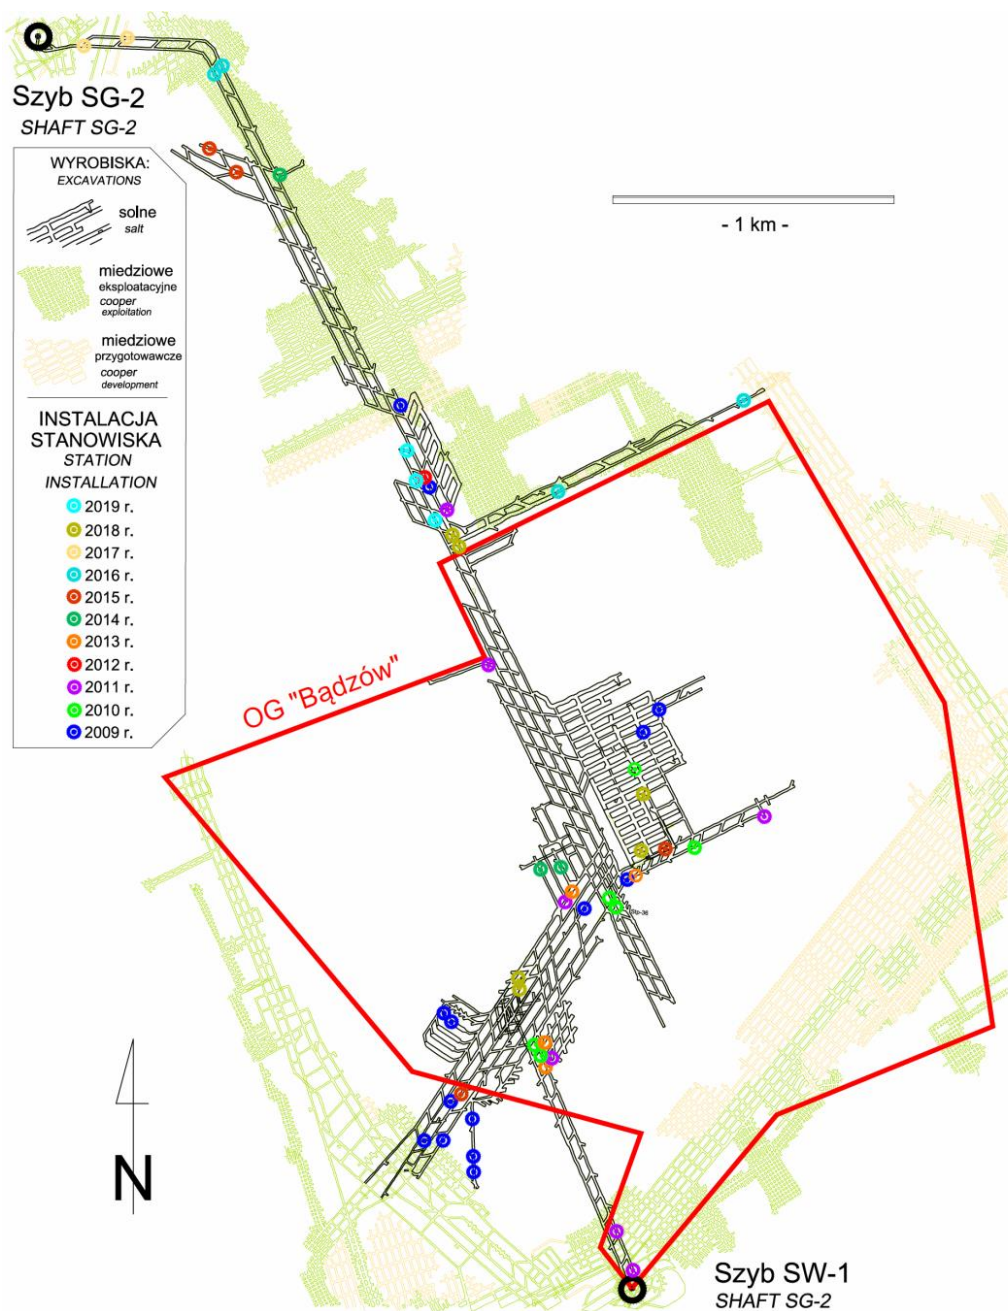 Szyb SG-2
SHAFT SG-2
WYROBISKA:
EXCAVATIONS
solne
salt
miedziowe
eksploatacyjne
cooper
exploitation
miedziowe
przygotowawcze
cooper
development
INSTALACJA
STANOWISKA
STATION
INSTALLATION
2019 r.
2018 r.
2017 r.
2016 r.
2015 r.
2014 r.
2013 r.
2012 r.
2011 r.
2010 r.
2009 r.
- 1 km -
OG "Bądzów"
N
Szyb SW-1
SHAFT SG-2